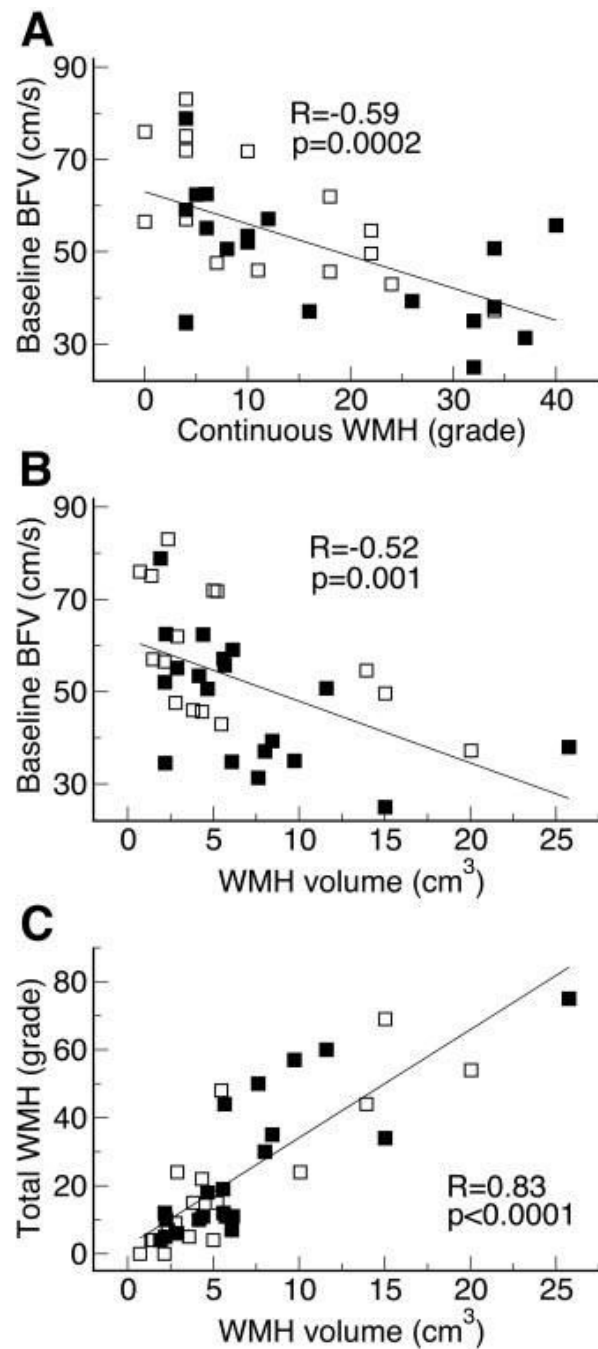 A
90
R=-0.59
p=0.0002
70
50
30
Baseline BFV (cm/s)
0 10 20 30 40
Continuous WMH (grade)
B
90
R=-0.52
p=0.001
70
50
30
Baseline BFV (cm/s)
0 5 10 15 20 25
WMH volume (cm³)
C
80
60
40
20
0
Total WMH (grade)
R=0.83
p<0.0001
0 5 10 15 20 25
WMH volume (cm³)